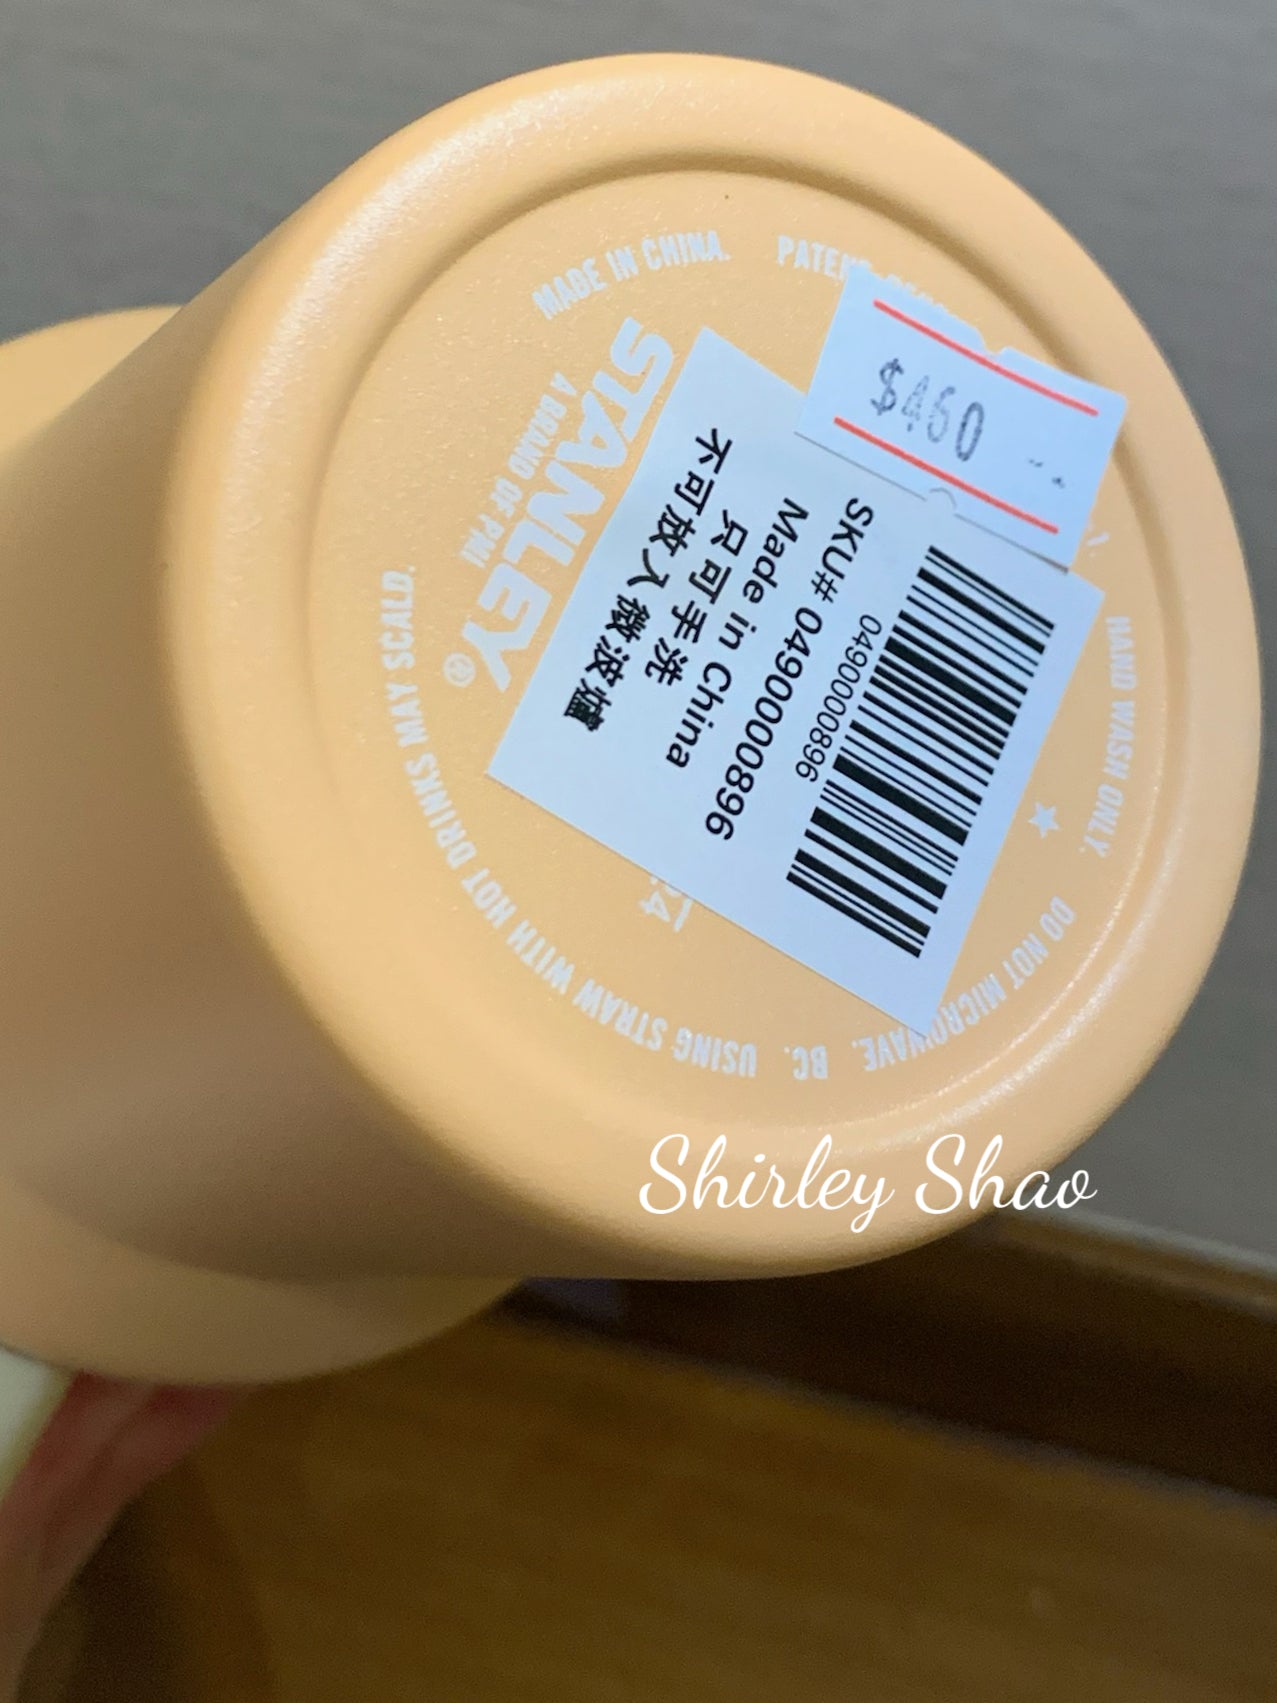 MADE IN CHINA.
STANLEY®
A BRAND OF PMI
$460
0490000896
SKU# 0490000896
Made in China
只可手洗
不可放入微波爐
HAND WASH ONLY.
DO NOT MICROWAVE. BC.
USING STRAW WITH HOT DRINKS MAY SCALD.
Shirley Shao